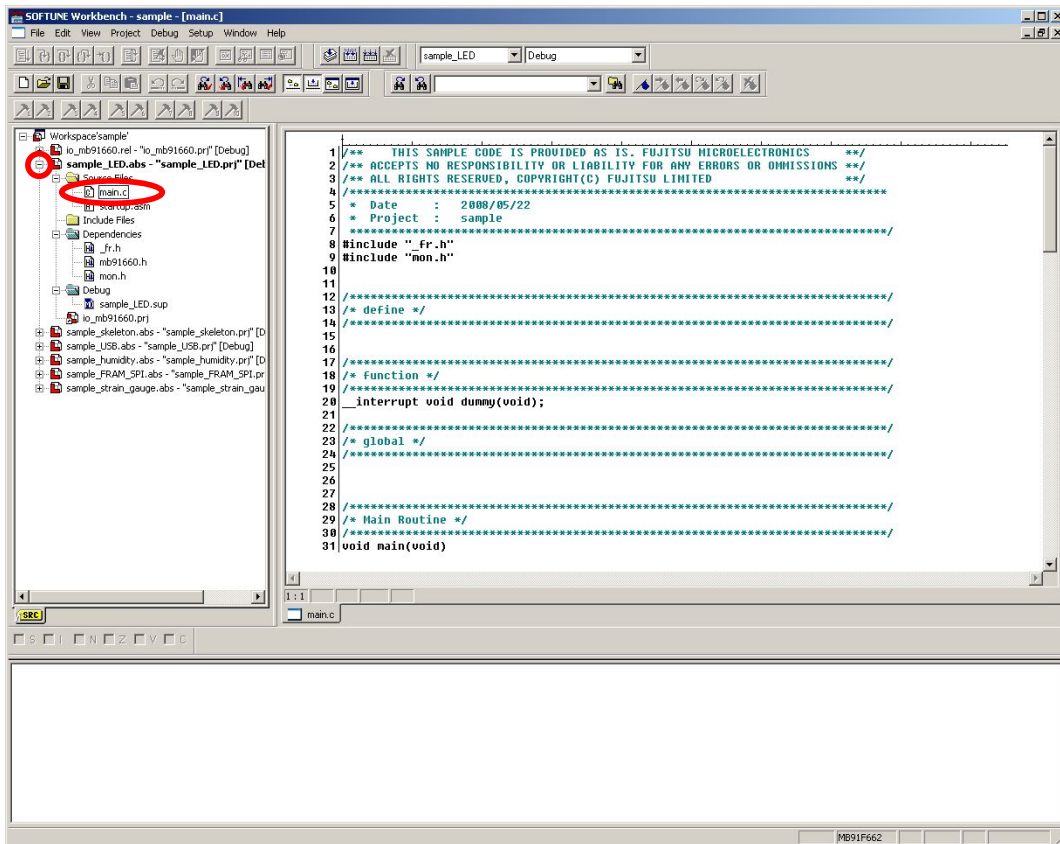 SOFTUNE Workbench - sample - [main.c]
File Edit View Project Debug Setup Window Help
sample_LED Debug
Workspace'sample'
io_mb91660.rel - "io_mb91660.prj" [Debug]
sample_LED.abs - "sample_LED.prj" [Deb
Source Files
main.c
startup.asm
Include Files
Dependencies
_fr.h
mb91660.h
mon.h
Debug
sample_LED.sup
io_mb91660.prj
sample_skeleton.abs - "sample_skeleton.prj" [D
sample_USB.abs - "sample_USB.prj" [Debug]
sample_humidity.abs - "sample_humidity.prj" [D
sample_FRAM_SPI.abs - "sample_FRAM_SPI.pr
sample_strain_gauge.abs - "sample_strain_gau
SRC
1 /** THIS SAMPLE CODE IS PROVIDED AS IS. FUJITSU MICROELECTRONICS **/
2 /** ACCEPTS NO RESPONSIBILITY OR LIABILITY FOR ANY ERRORS OR OMMISSIONS **/
3 /** ALL RIGHTS RESERVED, COPYRIGHT(C) FUJITSU LIMITED **/
4 /*****************************************************************************
5 * Date : 2008/05/22
6 * Project : sample
7 *****************************************************************************/
8 #include "_fr.h"
9 #include "mon.h"
10
11
12 /*****************************************************************************/
13 /* define */
14 /*****************************************************************************/
15
16
17 /*****************************************************************************/
18 /* function */
19 /*****************************************************************************/
20 __interrupt void dummy(void);
21
22 /*****************************************************************************/
23 /* global */
24 /*****************************************************************************/
25
26
27
28 /*****************************************************************************/
29 /* Main Routine */
30 /*****************************************************************************/
31 void main(void)
1:1
main.c
S I N Z V C
MB91F662